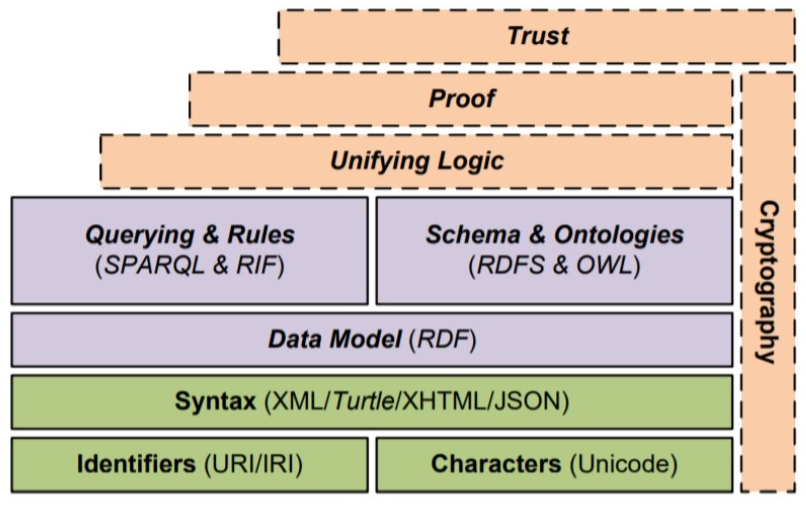 Trust
Proof
Unifying Logic
Querying & Rules
(SPARQL & RIF)
Schema & Ontologies
(RDFS & OWL)
Cryptography
Data Model (RDF)
Syntax (XML/Turtle/XHTML/JSON)
Identifiers (URI/IRI)
Characters (Unicode)